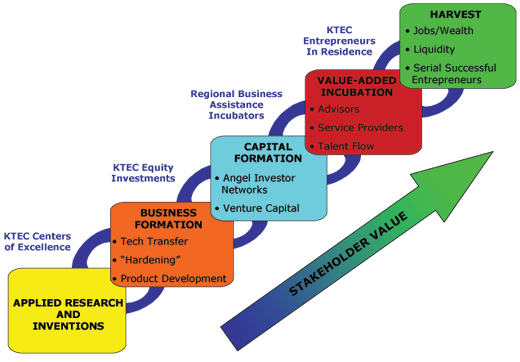 HARVEST
• Jobs/Wealth
• Liquidity
• Serial Successful
Entrepreneurs
KTEC
Entrepreneurs
In Residence
VALUE-ADDED
INCUBATION
• Advisors
• Service Providers
• Talent Flow
Regional Business
Assistance
Incubators
CAPITAL
FORMATION
• Angel Investor
Networks
• Venture Capital
KTEC Equity
Investments
BUSINESS
FORMATION
• Tech Transfer
• “Hardening”
• Product Development
KTEC Centers
of Excellence
APPLIED RESEARCH
AND
INVENTIONS
STAKEHOLDER VALUE